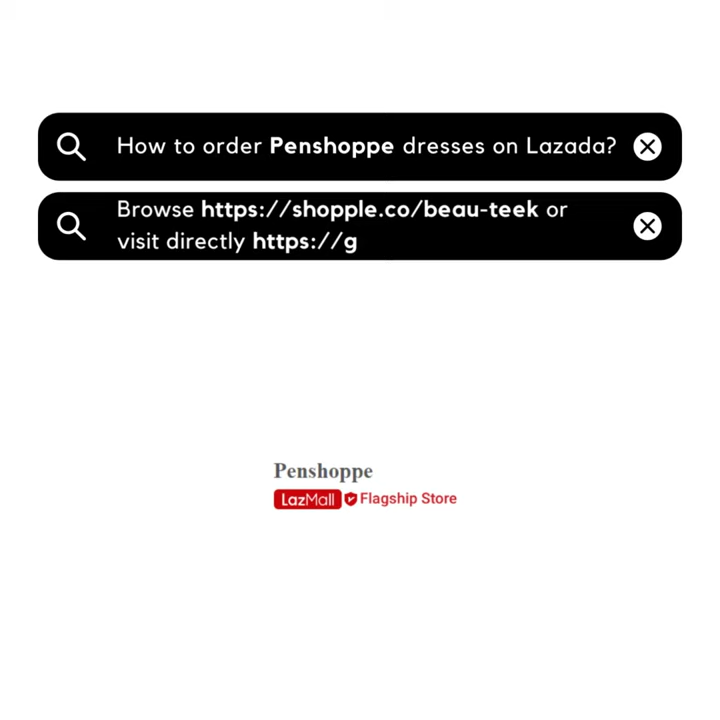 How to order Penshoppe dresses on Lazada?
Browse https://shopple.co/beau-teek or
visit directly https://g
Penshoppe
LazMall Flagship Store